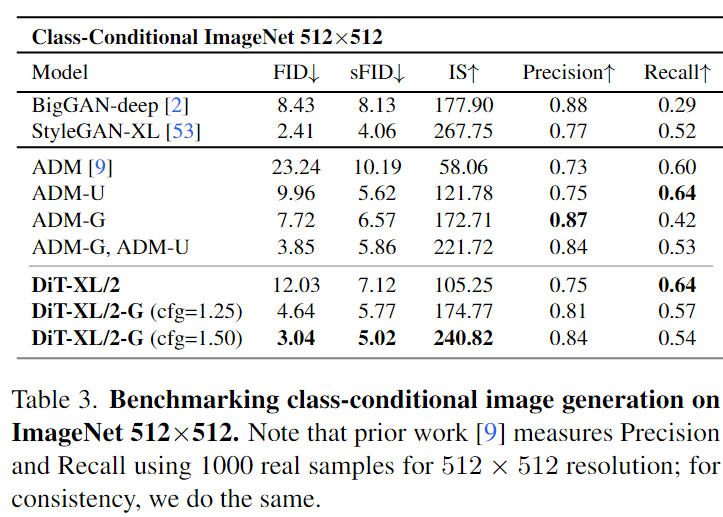 Class-Conditional ImageNet 512×512
Model FID↓ sFID↓ IS↑ Precision↑ Recall↑
BigGAN-deep [2] 8.43 8.13 177.90 0.88 0.29
StyleGAN-XL [53] 2.41 4.06 267.75 0.77 0.52
ADM [9] 23.24 10.19 58.06 0.73 0.60
ADM-U 9.96 5.62 121.78 0.75 0.64
ADM-G 7.72 6.57 172.71 0.87 0.42
ADM-G, ADM-U 3.85 5.86 221.72 0.84 0.53
DiT-XL/2 12.03 7.12 105.25 0.75 0.64
DiT-XL/2-G (cfg=1.25) 4.64 5.77 174.77 0.81 0.57
DiT-XL/2-G (cfg=1.50) 3.04 5.02 240.82 0.84 0.54
Table 3. Benchmarking class-conditional image generation on
ImageNet 512×512. Note that prior work [9] measures Precision
and Recall using 1000 real samples for 512 × 512 resolution; for
consistency, we do the same.